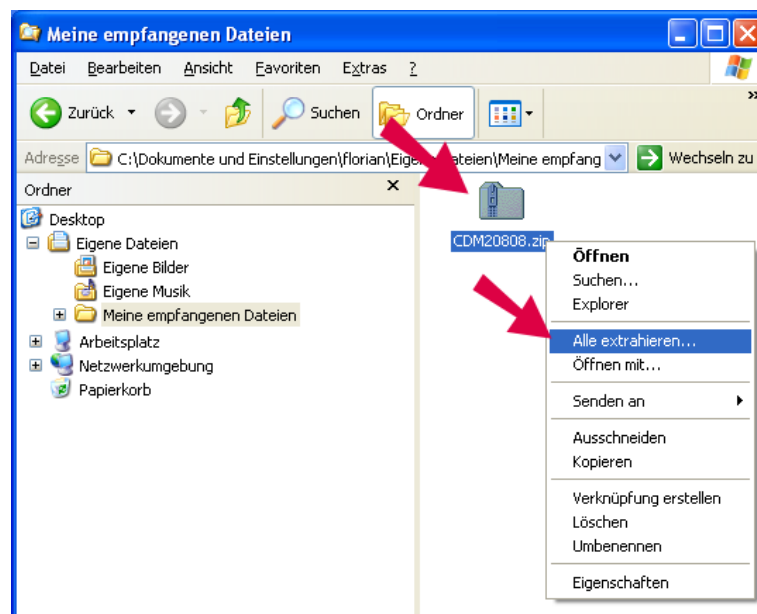 Meine empfangenen Dateien
Datei Bearbeiten Ansicht Favoriten Extras ?
Zurück Suchen Ordner
Adresse C:\Dokumente und Einstellungen\florian\Eige ateien\Meine empfang Wechseln zu
Ordner
Desktop
Eigene Dateien
Eigene Bilder
Eigene Musik
Meine empfangenen Dateien
Arbeitsplatz
Netzwerkumgebung
Papierkorb
CDM20808.zip
Öffnen
Suchen...
Explorer
Alle extrahieren...
Öffnen mit...
Senden an
Ausschneiden
Kopieren
Verknüpfung erstellen
Löschen
Umbenennen
Eigenschaften